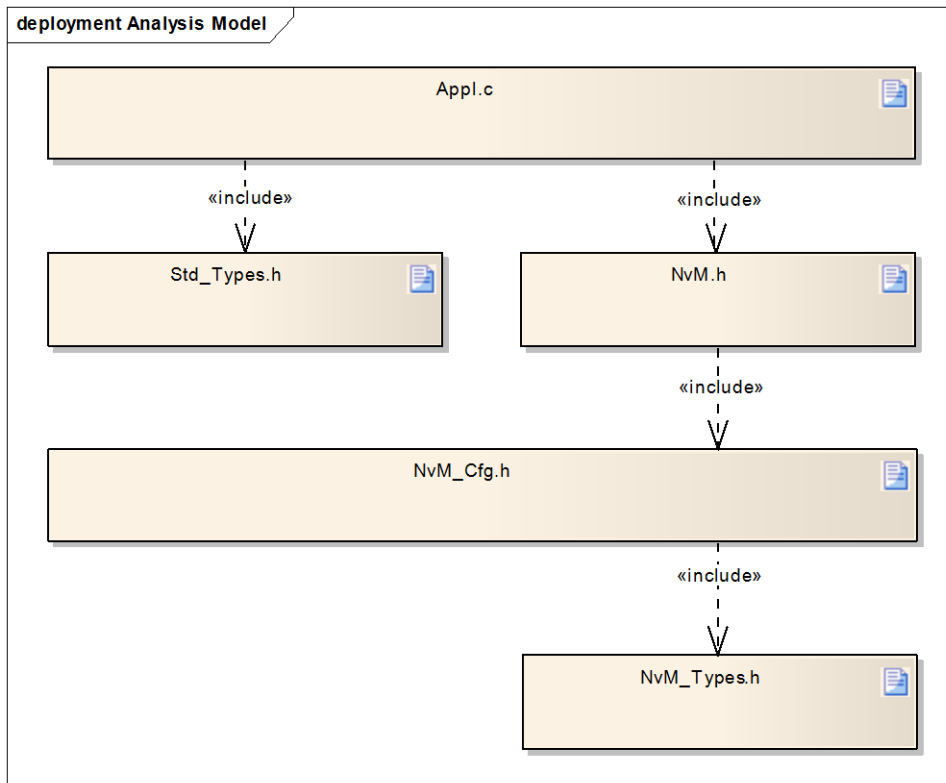 deployment Analysis Model
Appl.c
«include»
«include»
Std_Types.h
NvM.h
«include»
NvM_Cfg.h
«include»
NvM_Types.h